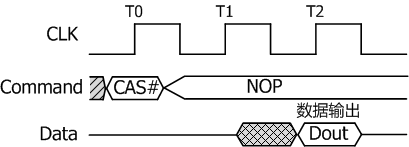 T0 T1 T2
CLK
Command CAS# NOP
数据输出
Data Dout